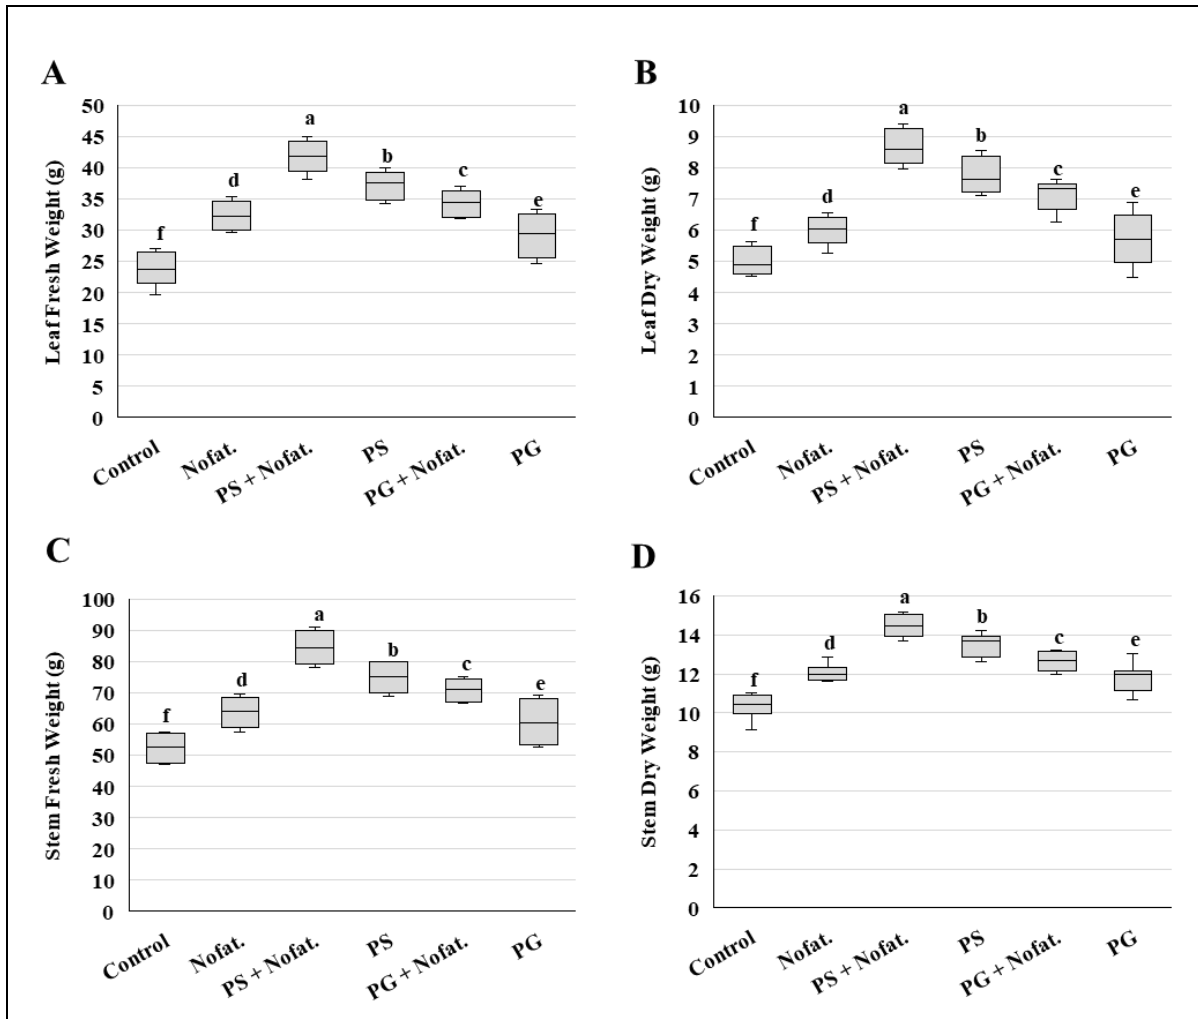 A
Leaf Fresh Weight (g)
50
45
40
35
30
25
20
15
10
5
0
f
d
a
b
c
e
Control
Nofat.
PS + Nofat.
PS
PG + Nofat.
PG
B
Leaf Dry Weight (g)
10
9
8
7
6
5
4
3
2
1
0
f
d
a
b
c
e
Control
Nofat.
PS + Nofat.
PS
PG + Nofat.
PG
C
Stem Fresh Weight (g)
100
90
80
70
60
50
40
30
20
10
0
f
d
a
b
c
e
Control
Nofat.
PS + Nofat.
PS
PG + Nofat.
PG
D
Stem Dry Weight (g)
16
14
12
10
8
6
4
2
0
f
d
a
b
c
e
Control
Nofat.
PS + Nofat.
PS
PG + Nofat.
PG